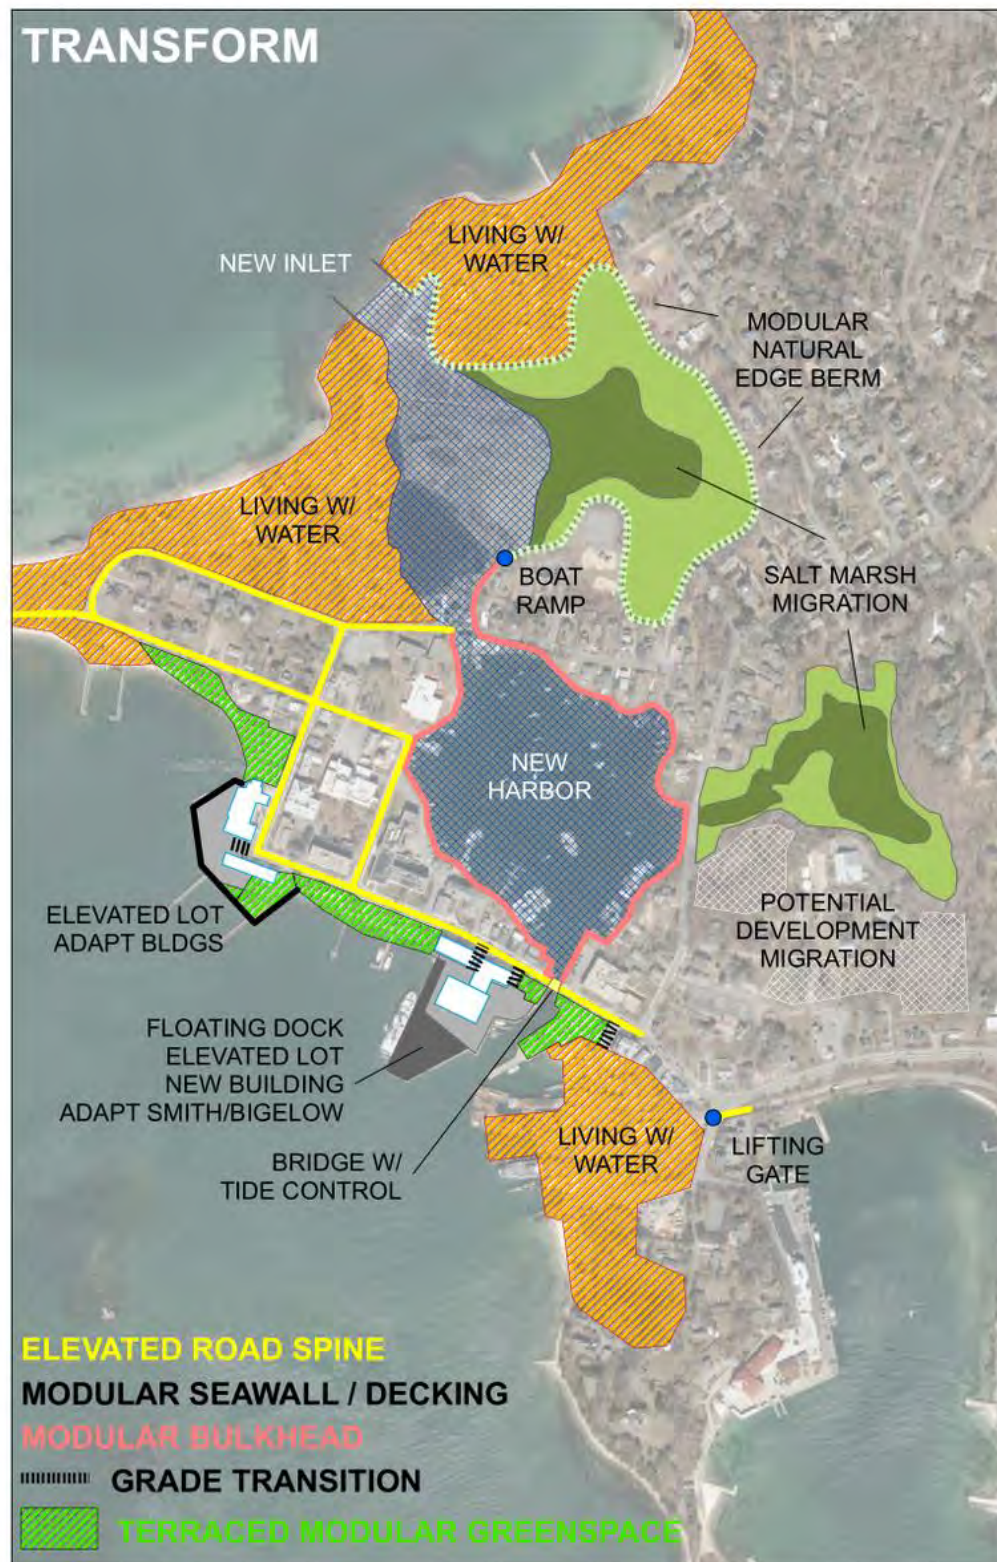 TRANSFORM
NEW INLET
LIVING W/
WATER
MODULAR
NATURAL
EDGE BERM
LIVING W/
WATER
BOAT
RAMP
SALT MARSH
MIGRATION
NEW
HARBOR
ELEVATED LOT
ADAPT BLDGS
POTENTIAL
DEVELOPMENT
MIGRATION
FLOATING DOCK
ELEVATED LOT
NEW BUILDING
ADAPT SMITH/BIGELOW
BRIDGE W/
TIDE CONTROL
LIVING W/
WATER
LIFTING
GATE
ELEVATED ROAD SPINE
MODULAR SEAWALL / DECKING
MODULAR BULKHEAD
GRADE TRANSITION
TERRACED MODULAR GREENSPACE